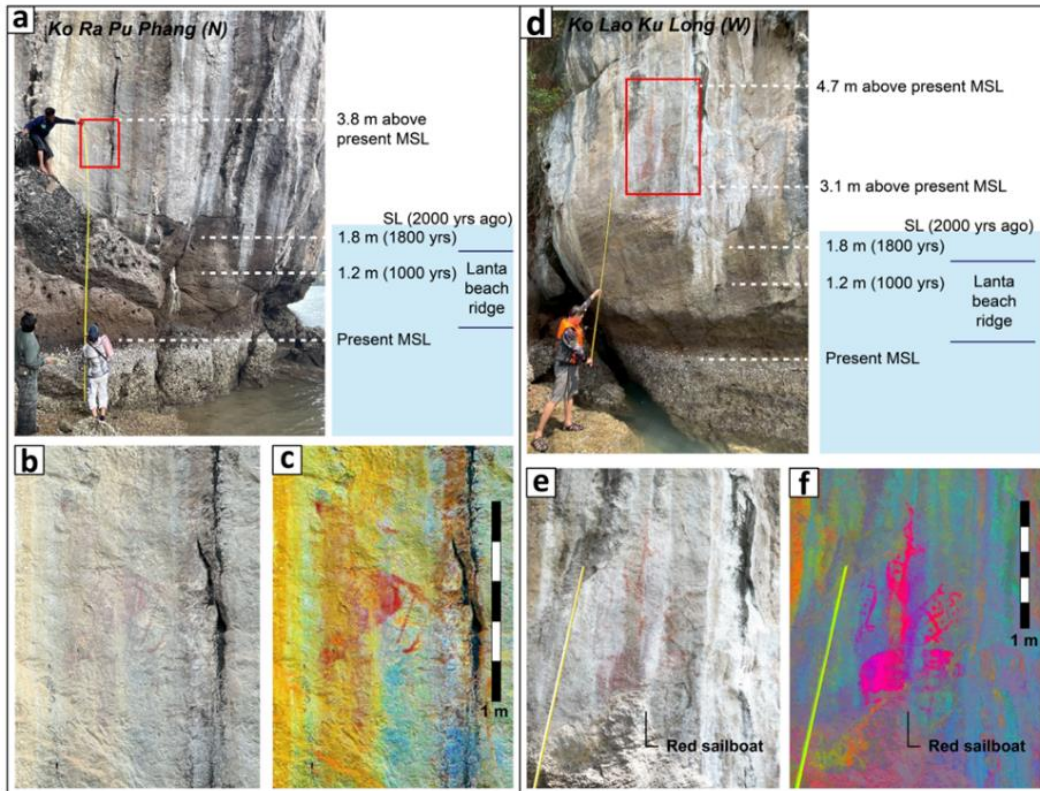 a
Ko Ra Pu Phang (N)
3.8 m above
present MSL
SL (2000 yrs ago)
1.8 m (1800 yrs)
1.2 m (1000 yrs)
Lanta
beach
ridge
Present MSL
d
Ko Lao Ku Long (W)
4.7 m above present MSL
3.1 m above present MSL
SL (2000 yrs ago)
1.8 m (1800 yrs)
1.2 m (1000 yrs)
Lanta
beach
ridge
Present MSL
b
c
1 m
e
Red sailboat
f
1 m
Red sailboat